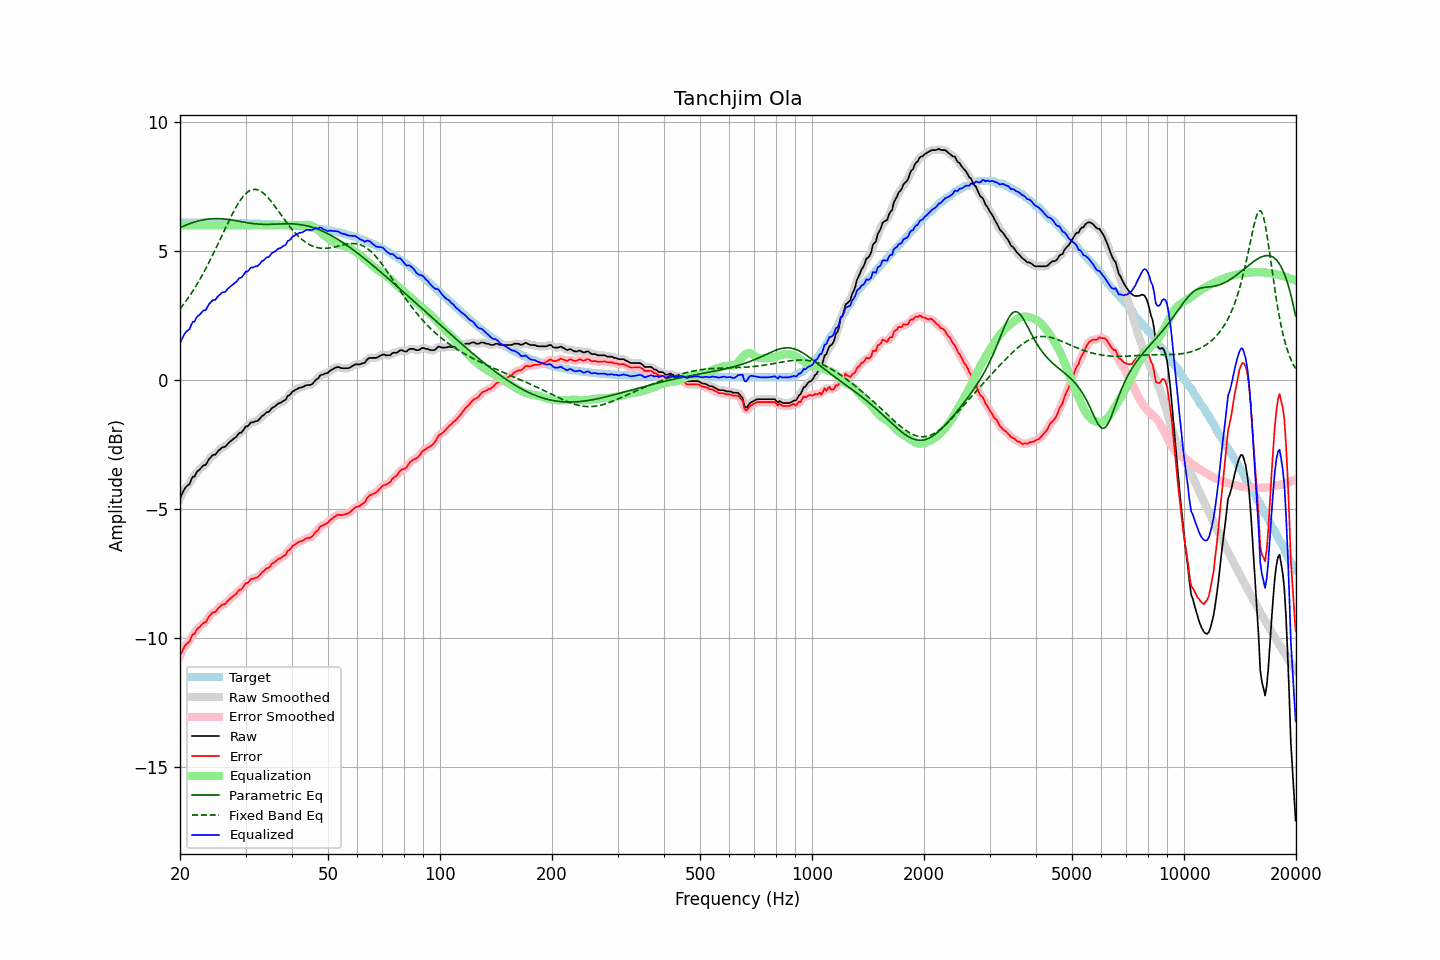 Tanchjim Ola
10
5
0
−5
−10
−15
Amplitude (dBr)
Target
Raw Smoothed
Error Smoothed
Raw
Error
Equalization
Parametric Eq
Fixed Band Eq
Equalized
20 50 100 200 500 1000 2000 5000 10000 20000
Frequency (Hz)